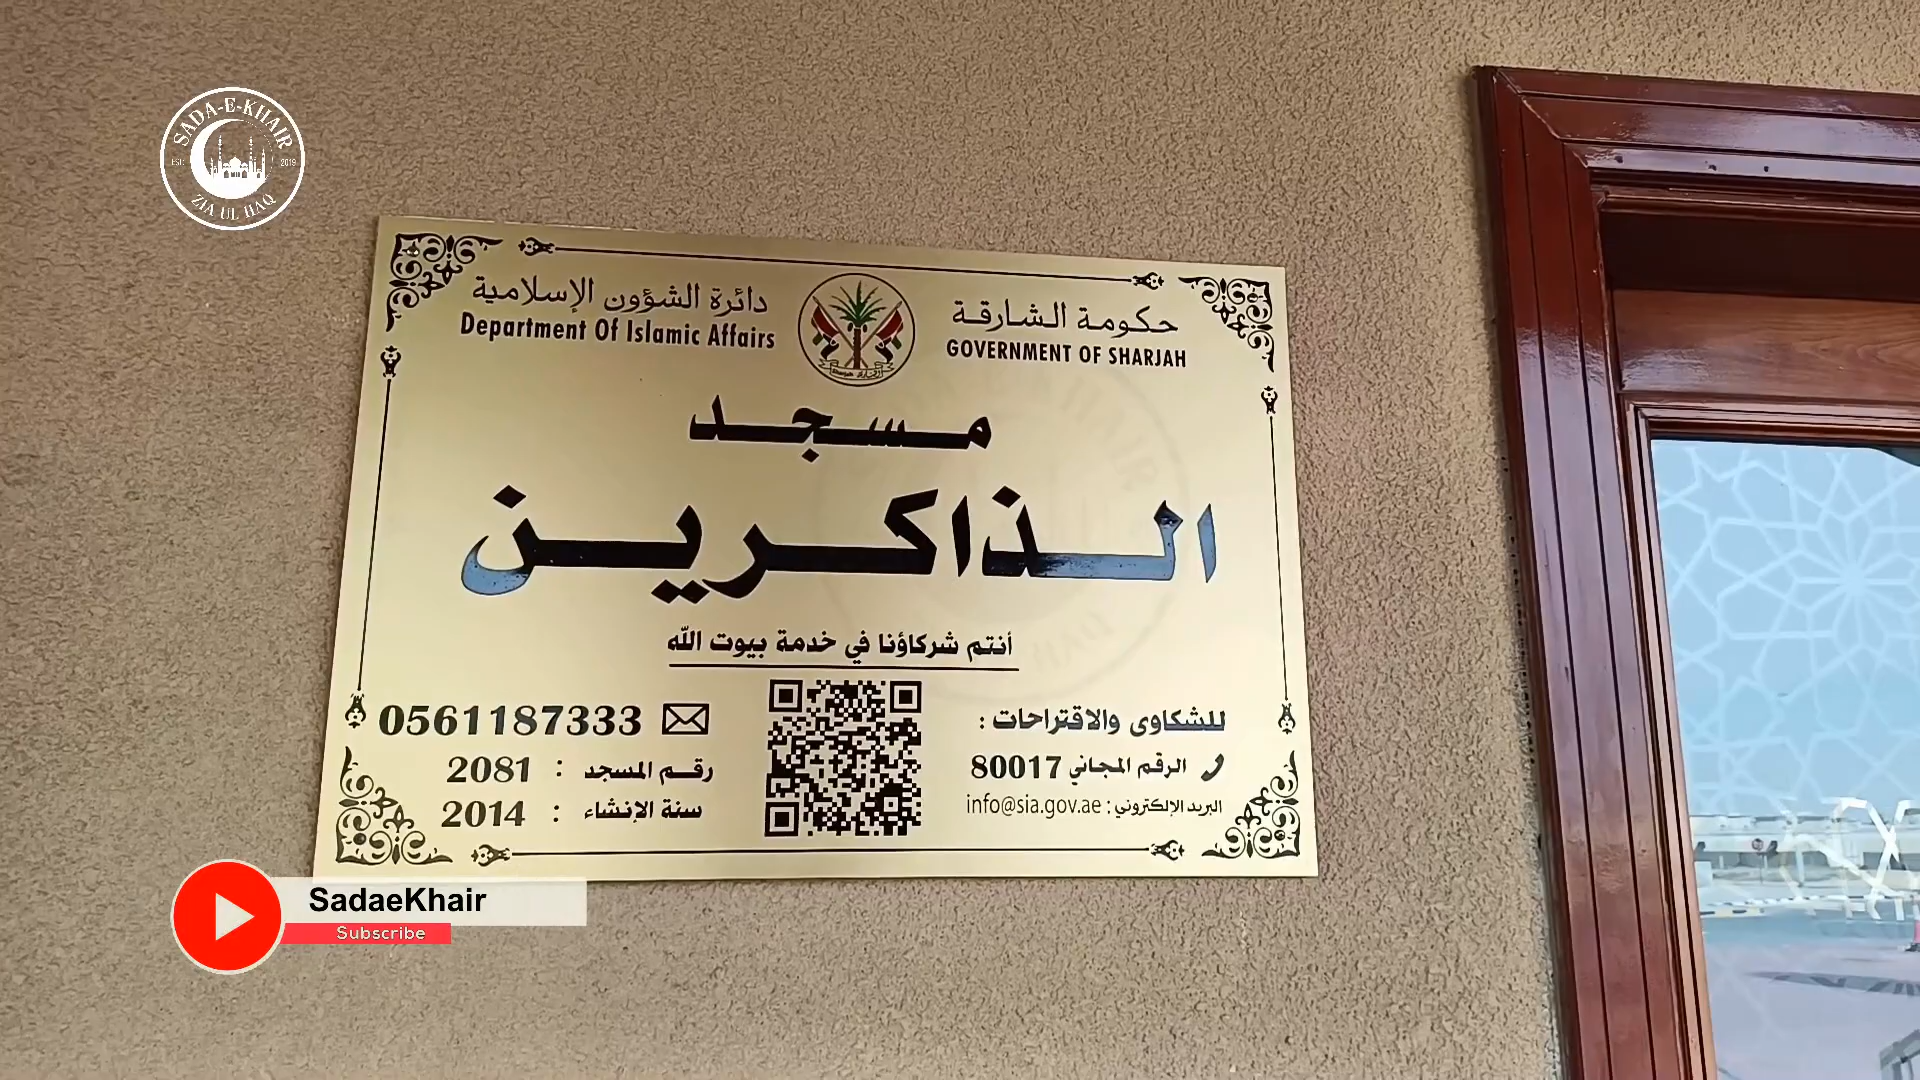 SADA-E-KHAIR
EST: 2019
ZIA UL HAQ
حكومة الشارقة
GOVERNMENT OF SHARJAH
دائرة الشؤون الإسلامية
Department Of Islamic Affairs
مسجد
الذاكرين
أنتم شركاؤنا في خدمة بيوت الله
للشكاوى والاقتراحات :
الرقم المجاني 80017
البريد الإلكتروني : info@sia.gov.ae
0561187333
رقم المسجد : 2081
سنة الإنشاء : 2014
SadaeKhair
Subscribe